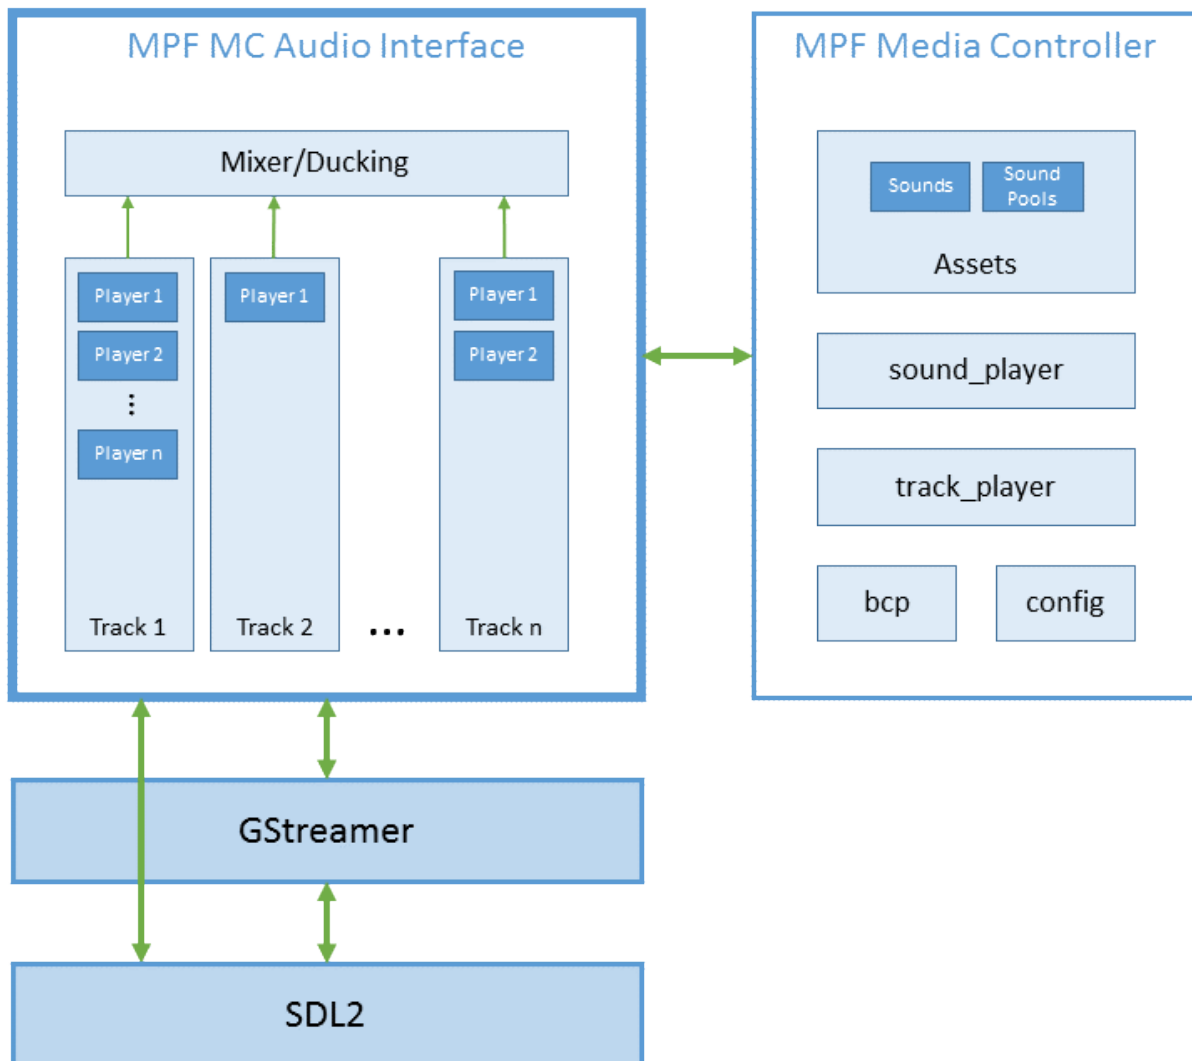 MPF MC Audio Interface
Mixer/Ducking
Player 1
Player 2
⋮
Player n
Track 1
Player 1
Track 2
...
Player 1
Player 2
Track n
MPF Media Controller
Sounds
Sound
Pools
Assets
sound_player
track_player
bcp
config
GStreamer
SDL2